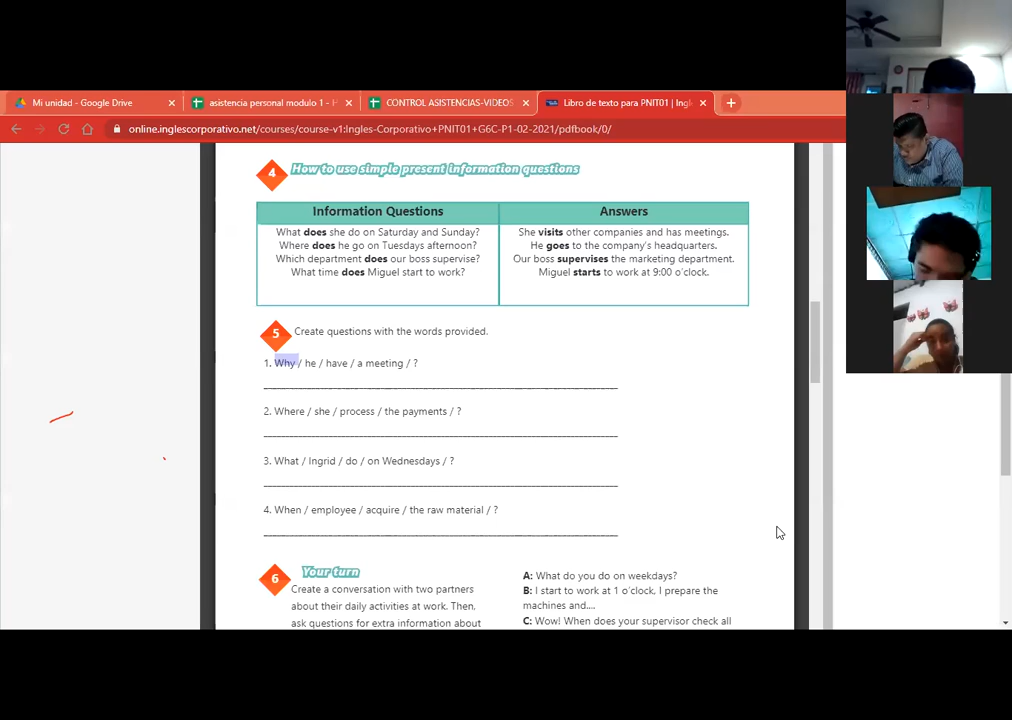 Mi unidad - Google Drive
asistencia personal modulo 1 - H
CONTROL ASISTENCIAS-VIDEOS
Libro de texto para PNIT01 | Ingl
online.inglescorporativo.net/courses/course-v1:Ingles-Corporativo+PNIT01+G6C-P1-02-2021/pdfbook/0/
4 How to use simple present information questions
Information Questions Answers
What does she do on Saturday and Sunday? She visits other companies and has meetings.
Where does he go on Tuesdays afternoon? He goes to the company's headquarters.
Which department does our boss supervise? Our boss supervises the marketing department.
What time does Miguel start to work? Miguel starts to work at 9:00 o'clock.
5 Create questions with the words provided.
1. Why / he / have / a meeting / ?
2. Where / she / process / the payments / ?
3. What / Ingrid / do / on Wednesdays / ?
4. When / employee / acquire / the raw material / ?
6 Your turn
Create a conversation with two partners
about their daily activities at work. Then,
ask questions for extra information about
A: What do you do on weekdays?
B: I start to work at 1 o'clock, I prepare the
machines and....
C: Wow! When does your supervisor check all